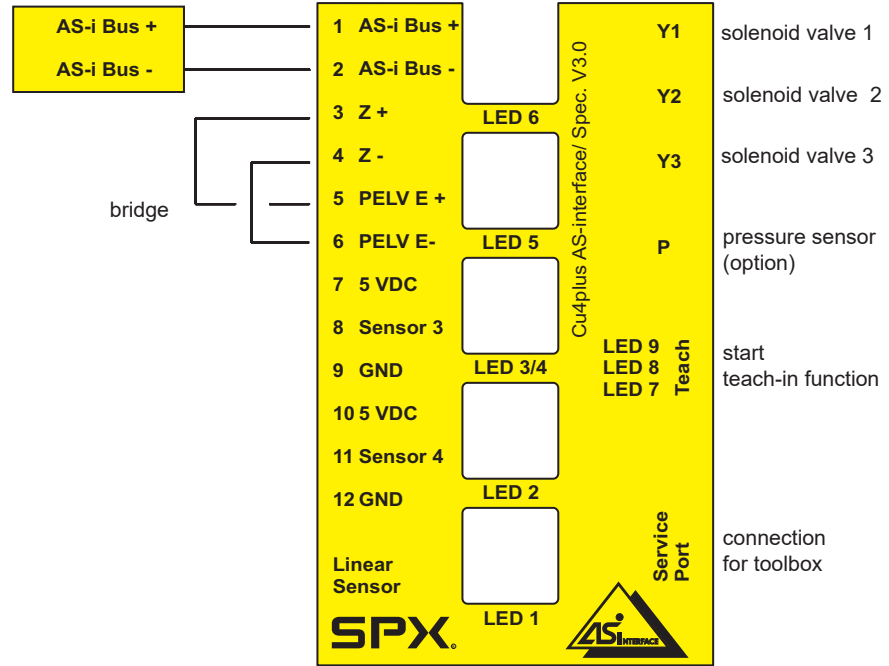 AS-i Bus +
AS-i Bus -
bridge
1 AS-i Bus +
2 AS-i Bus -
3 Z +
4 Z -
5 PELV E +
6 PELV E-
7 5 VDC
8 Sensor 3
9 GND
10 5 VDC
11 Sensor 4
12 GND
Linear
Sensor
SPX.
LED 6
LED 5
LED 3/4
LED 2
LED 1
Cu4plus AS-interface/ Spec. V3.0
Y1
Y2
Y3
P
LED 9
LED 8
LED 7
Teach
Service
Port
ASi INTERFACE
solenoid valve 1
solenoid valve 2
solenoid valve 3
pressure sensor
(option)
start
teach-in function
connection
for toolbox